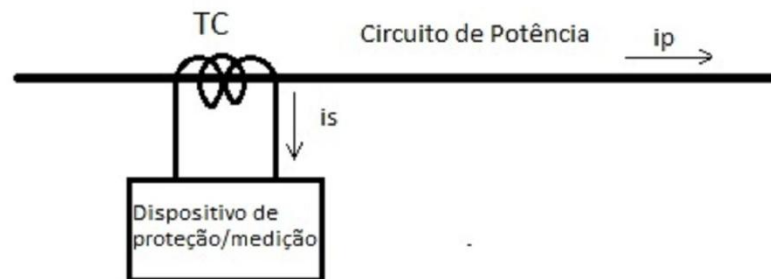 TC
Circuito de Potência
ip
is
Dispositivo de
proteção/medição